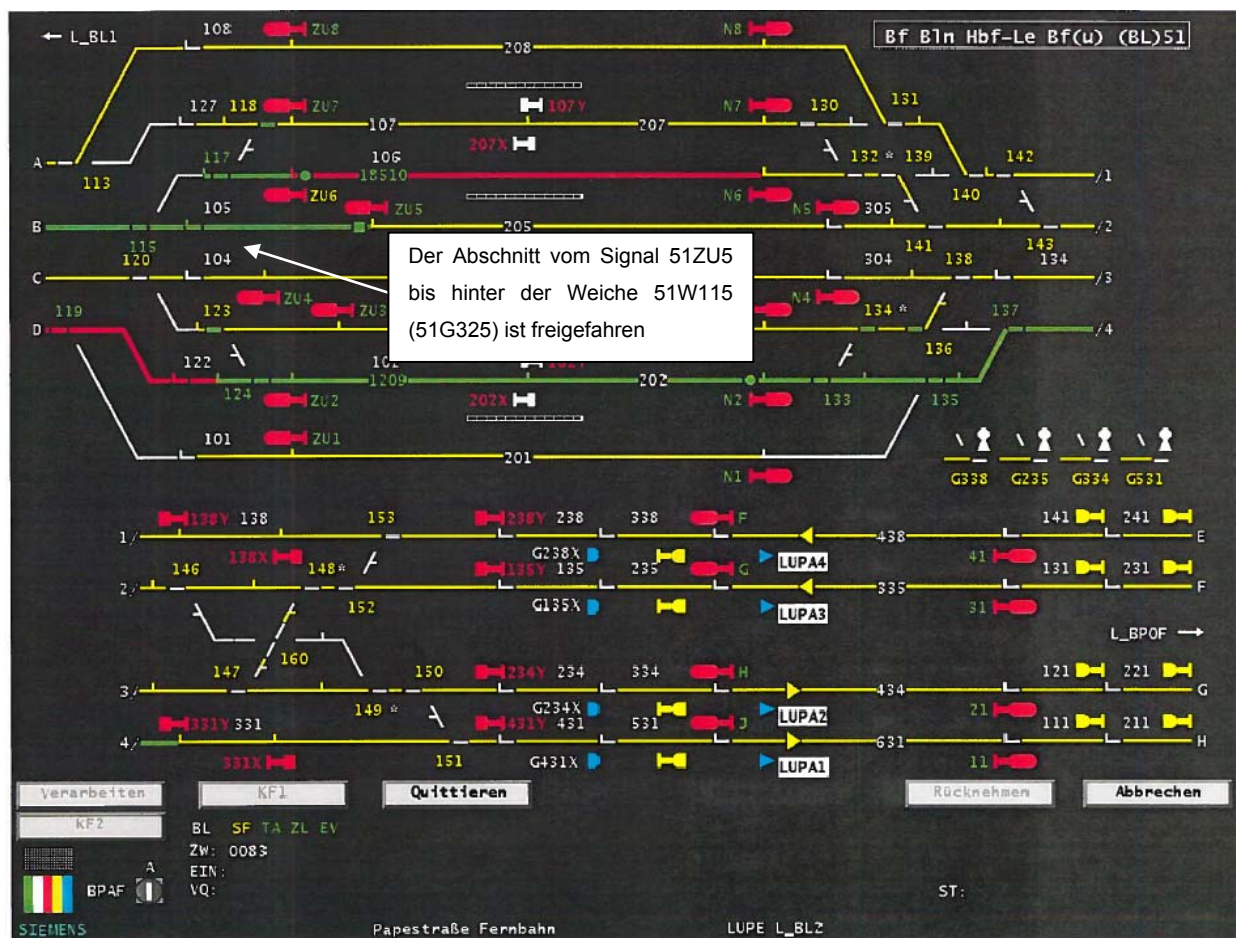 ← L_BL1
108
ZU8
N8
Bf Bln Hbf-Le Bf(u) (BL)51
208
127 118
ZU7
107Y
N7
130
131
107
207
A
117
207X
106
132 * 139
142
113
18510
/1
ZU6
N6
140
105
ZU5
N5
305
B
205
/2
115
141
143
120
104
304
138
134
C
/3
119
ZU4
N4
137
123
ZU3
134 *
D
/4
136
122
1209
202
124
133
135
ZU2
202X
N2
101
ZU1
201
N1
G338 G235 G334 G531
Der Abschnitt vom Signal 51ZU5
bis hinter der Weiche 51W115
(51G325) ist freigefahren
138Y 138
153
238Y 238
338
F
141
241
1/
438
E
138X
G238X
LUPA4
41
146
148*
135Y 135
235
G
131
231
2/
335
F
152
G135X
LUPA3
31
L_BPOF →
160
147
150
234Y 234
334
H
121
221
3/
434
G
149 *
G234X
LUPA2
21
331Y 331
431Y 431
531
J
111
211
4/
631
H
331X
151
G431X
LUPA1
11
Verarbeiten
KF1
Quittieren
Rücknehmen
Abbrechen
KF2
BL SF TA ZL EV
Zw: 0083
EIN:
A
BPAF
VQ:
ST:
SIEMENS
Papestraße Fernbahn
LUPE L_BL2